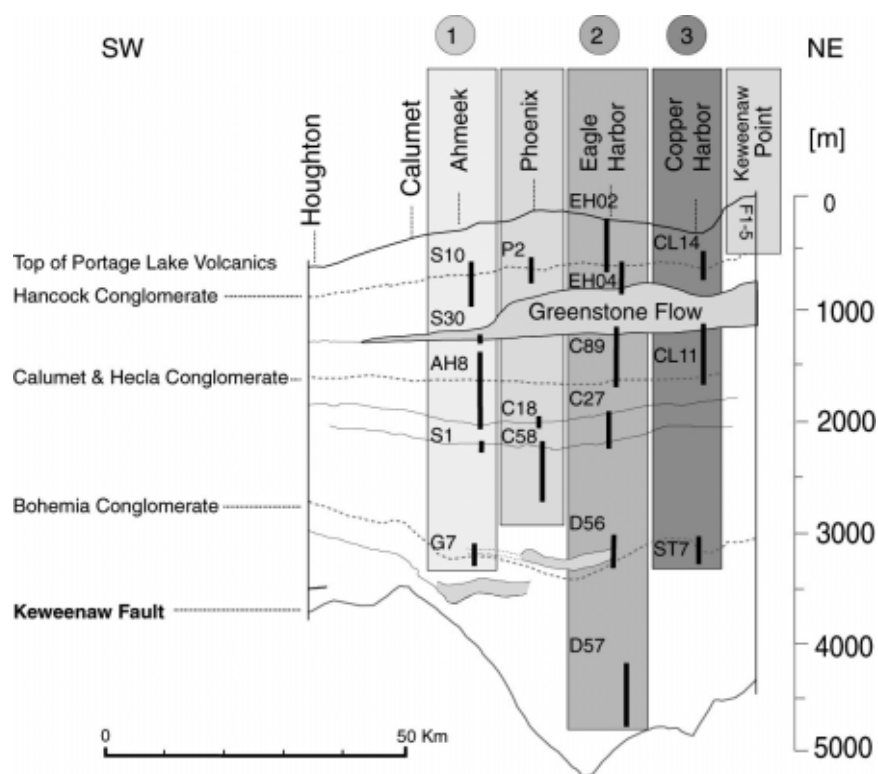 SW
1
2
3
NE
Houghton
Calumet
Ahmeek
Phoenix
Eagle
Harbor
Copper
Harbor
Keweenaw
Point
[m]
EH02
F1-5
0
Top of Portage Lake Volcanics
S10
P2
CL14
Hancock Conglomerate
EH04
S30
Greenstone Flow
1000
AH8
C89
CL11
Calumet & Hecla Conglomerate
C18
C27
S1
C58
2000
Bohemia Conglomerate
G7
D56
ST7
3000
Keweenaw Fault
D57
4000
0
50 Km
5000